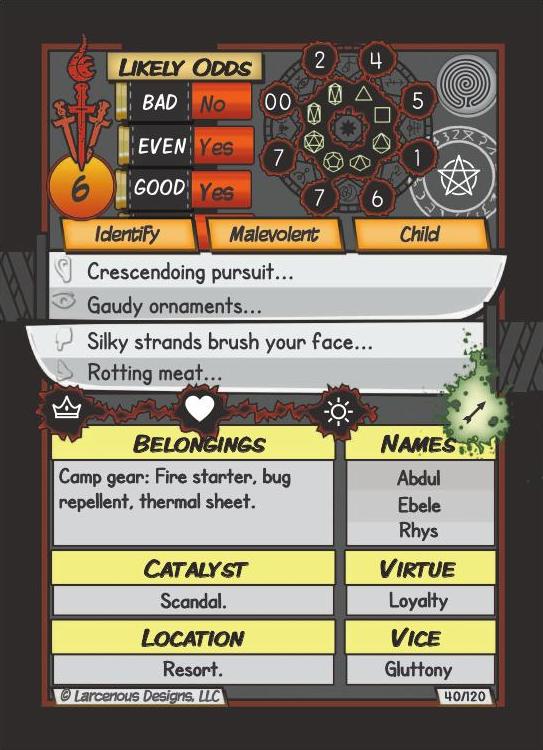 LIKELY ODDS
BAD No
EVEN Yes
GOOD Yes
6
2
4
00
5
7
1
7
6
Identify Malevolent Child
Crescendoing pursuit...
Gaudy ornaments...
Silky strands brush your face...
Rotting meat...
BELONGINGS
Camp gear: Fire starter, bug
repellent, thermal sheet.
NAMES
Abdul
Ebele
Rhys
CATALYST
Scandal.
VIRTUE
Loyalty
LOCATION
Resort.
VICE
Gluttony
© Larcenous Designs, LLC
40/120